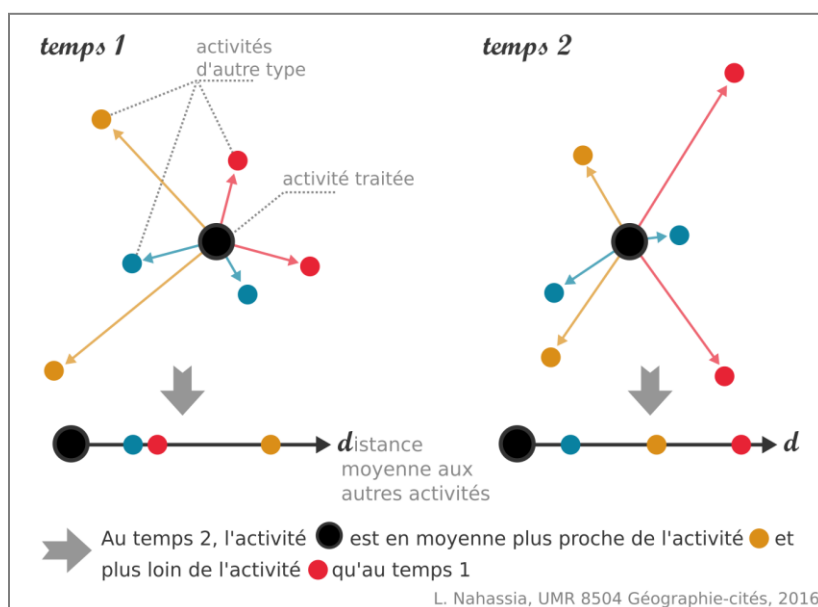 temps 1
activités
d'autre type
activité traitée
temps 2
distance
moyenne aux
autres activités
d
Au temps 2, l'activité est en moyenne plus proche de l'activité et
plus loin de l'activité qu'au temps 1
L. Nahassia, UMR 8504 Géographie-cités, 2016